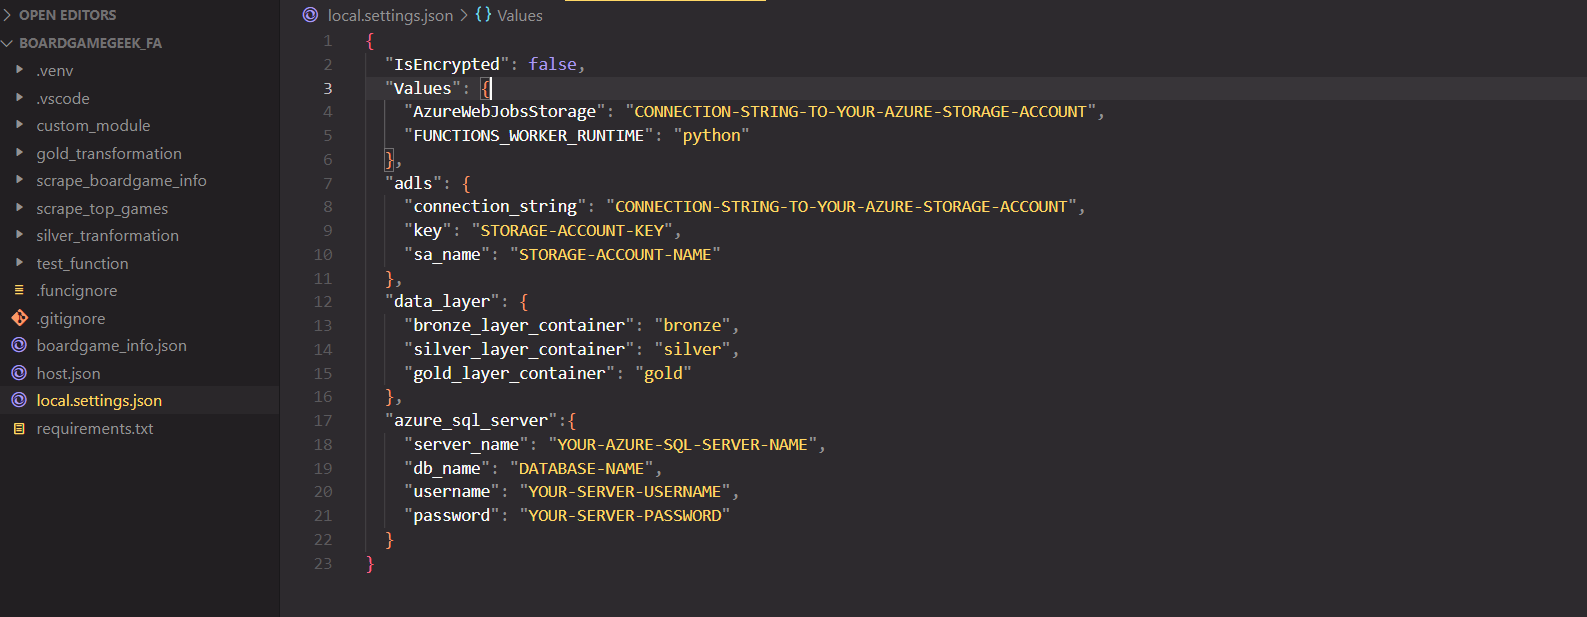 OPEN EDITORS
BOARDGAMEGEEK_FA
.venv
.vscode
custom_module
gold_transformation
scrape_boardgame_info
scrape_top_games
silver_tranformation
test_function
.funcignore
.gitignore
boardgame_info.json
host.json
local.settings.json
requirements.txt
local.settings.json > {} Values
1 {
2 "IsEncrypted": false,
3 "Values": {
4 "AzureWebJobsStorage": "CONNECTION-STRING-TO-YOUR-AZURE-STORAGE-ACCOUNT",
5 "FUNCTIONS_WORKER_RUNTIME": "python"
6 },
7 "adls": {
8 "connection_string": "CONNECTION-STRING-TO-YOUR-AZURE-STORAGE-ACCOUNT",
9 "key": "STORAGE-ACCOUNT-KEY",
10 "sa_name": "STORAGE-ACCOUNT-NAME"
11 },
12 "data_layer": {
13 "bronze_layer_container": "bronze",
14 "silver_layer_container": "silver",
15 "gold_layer_container": "gold"
16 },
17 "azure_sql_server":{
18 "server_name": "YOUR-AZURE-SQL-SERVER-NAME",
19 "db_name": "DATABASE-NAME",
20 "username": "YOUR-SERVER-USERNAME",
21 "password": "YOUR-SERVER-PASSWORD"
22 }
23 }